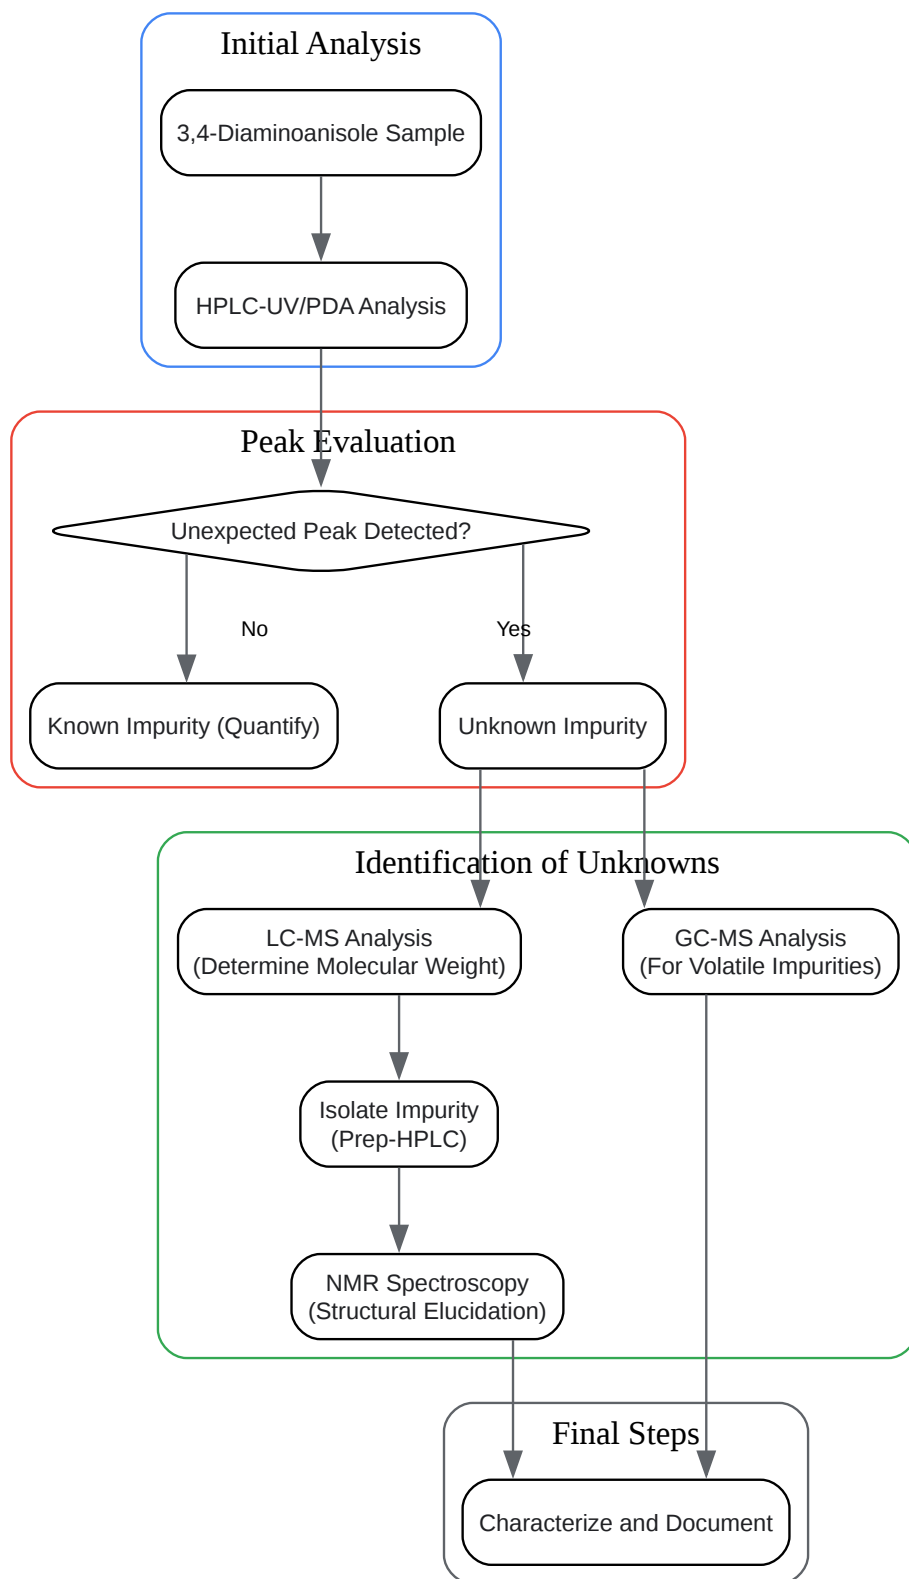 Initial Analysis
3,4-Diaminoanisole Sample
HPLC-UV/PDA Analysis
Peak Evaluation
Unexpected Peak Detected?
No
Yes
Known Impurity (Quantify)
Unknown Impurity
Identification of Unknowns
LC-MS Analysis
(Determine Molecular Weight)
GC-MS Analysis
(For Volatile Impurities)
Isolate Impurity
(Prep-HPLC)
NMR Spectroscopy
(Structural Elucidation)
Final Steps
Characterize and Document